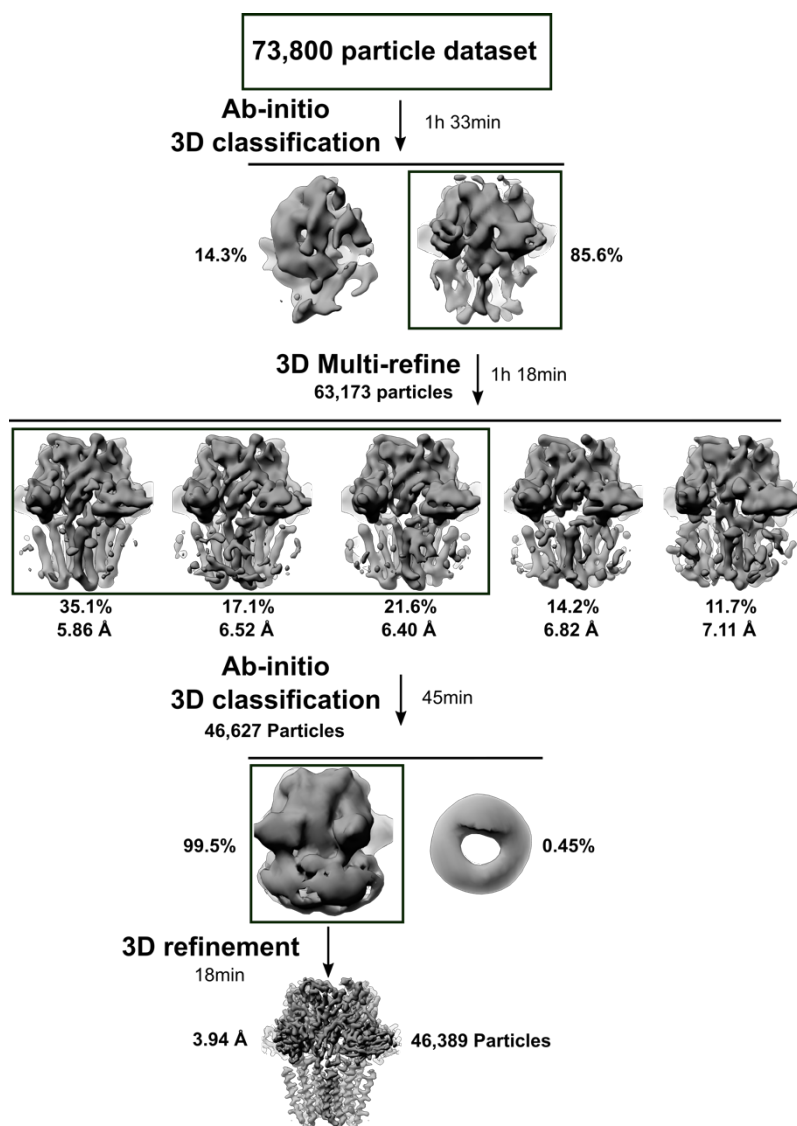 73,800 particle dataset
Ab-initio
3D classification
1h 33min
14.3%
85.6%
3D Multi-refine
63,173 particles
1h 18min
35.1%
17.1%
21.6%
14.2%
11.7%
5.86 Å
6.52 Å
6.40 Å
6.82 Å
7.11 Å
Ab-initio
3D classification
46,627 Particles
45min
99.5%
0.45%
3D refinement
18min
3.94 Å
46,389 Particles